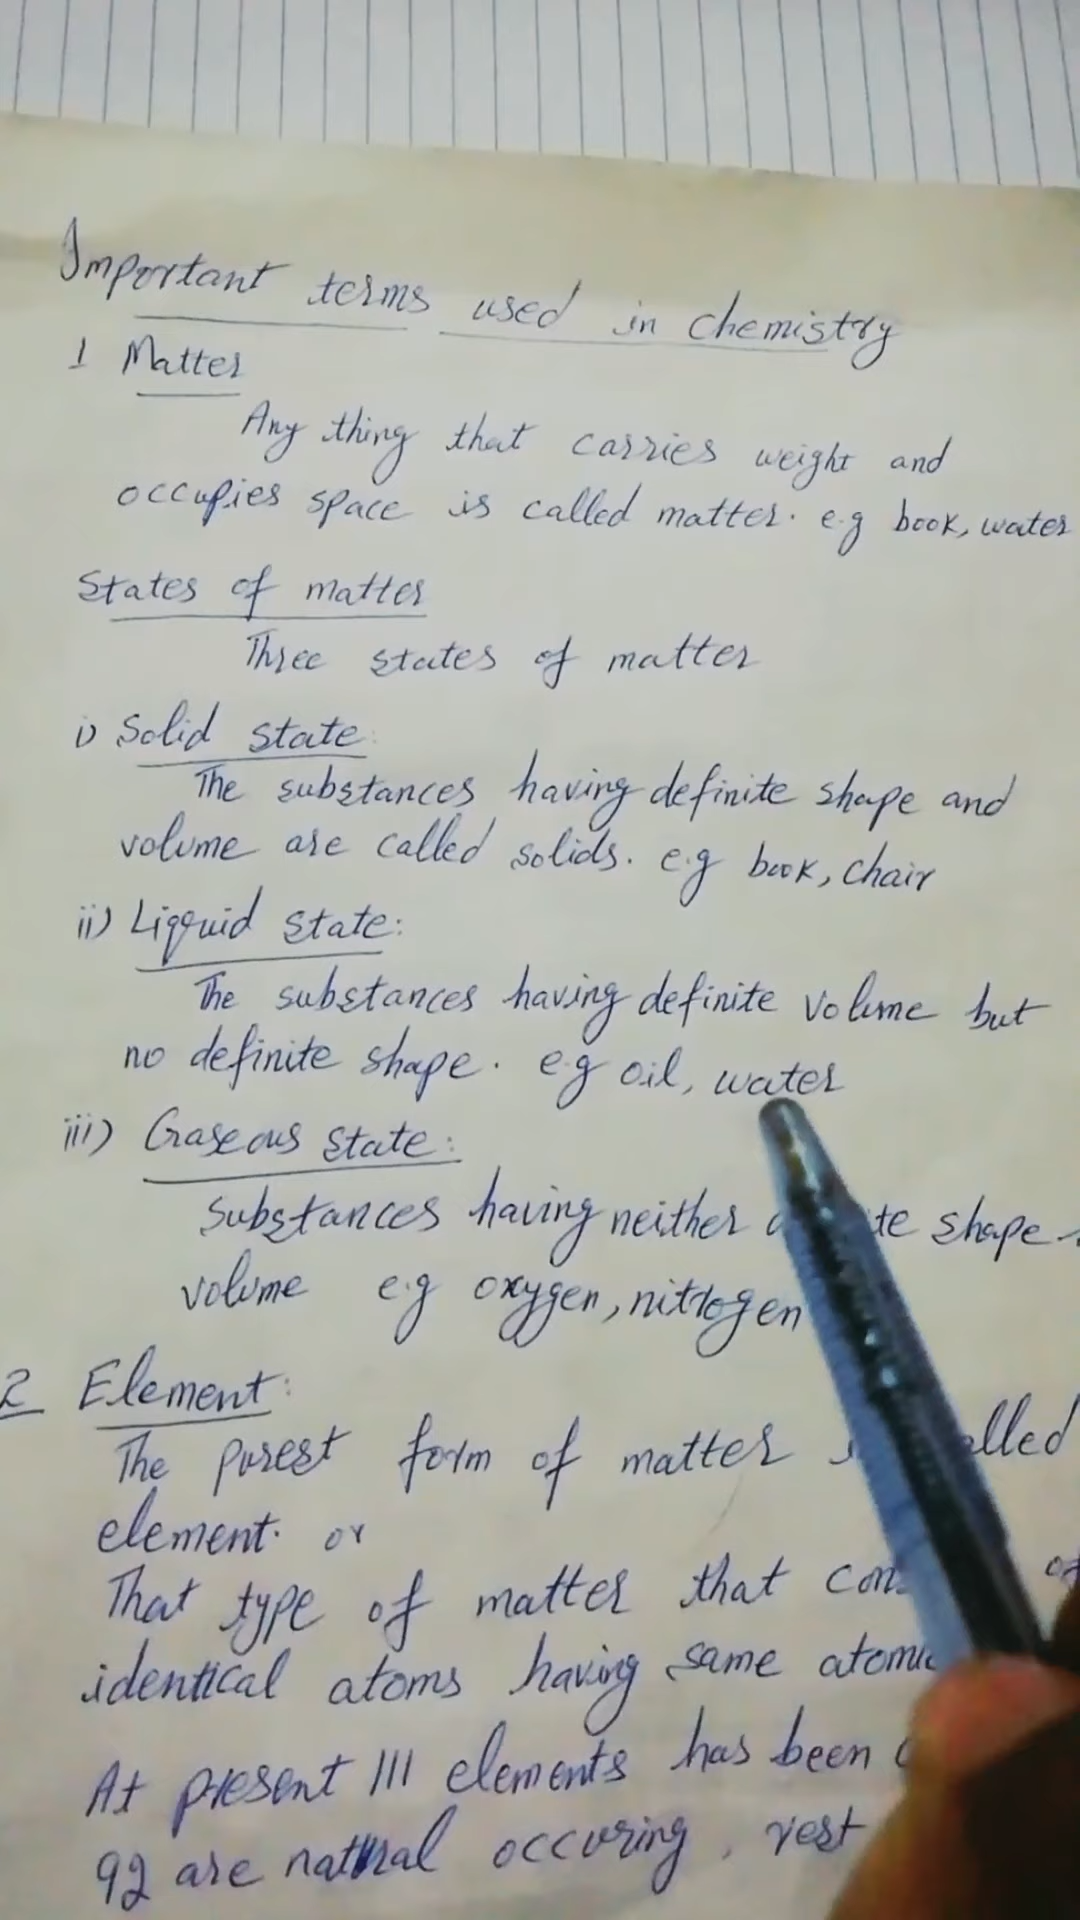 Important terms used in chemistry
1 Matter
Any thing that carries weight and
occupies space is called matter. e.g book, water
States of matter
Three states of matter
i) Solid state:
The substances having definite shape and
volume are called solids. e.g book, chair
ii) Liquid state:
The substances having definite volume but
no definite shape. e.g oil, water
iii) Gaseous state:
Substances having neither shape
volume e.g oxygen, nitrogen
2 Element:
The purest form of matter
element. or
That type of matter that
identical atoms having same
At present 111 elements has been
92 are natural occuring, rest